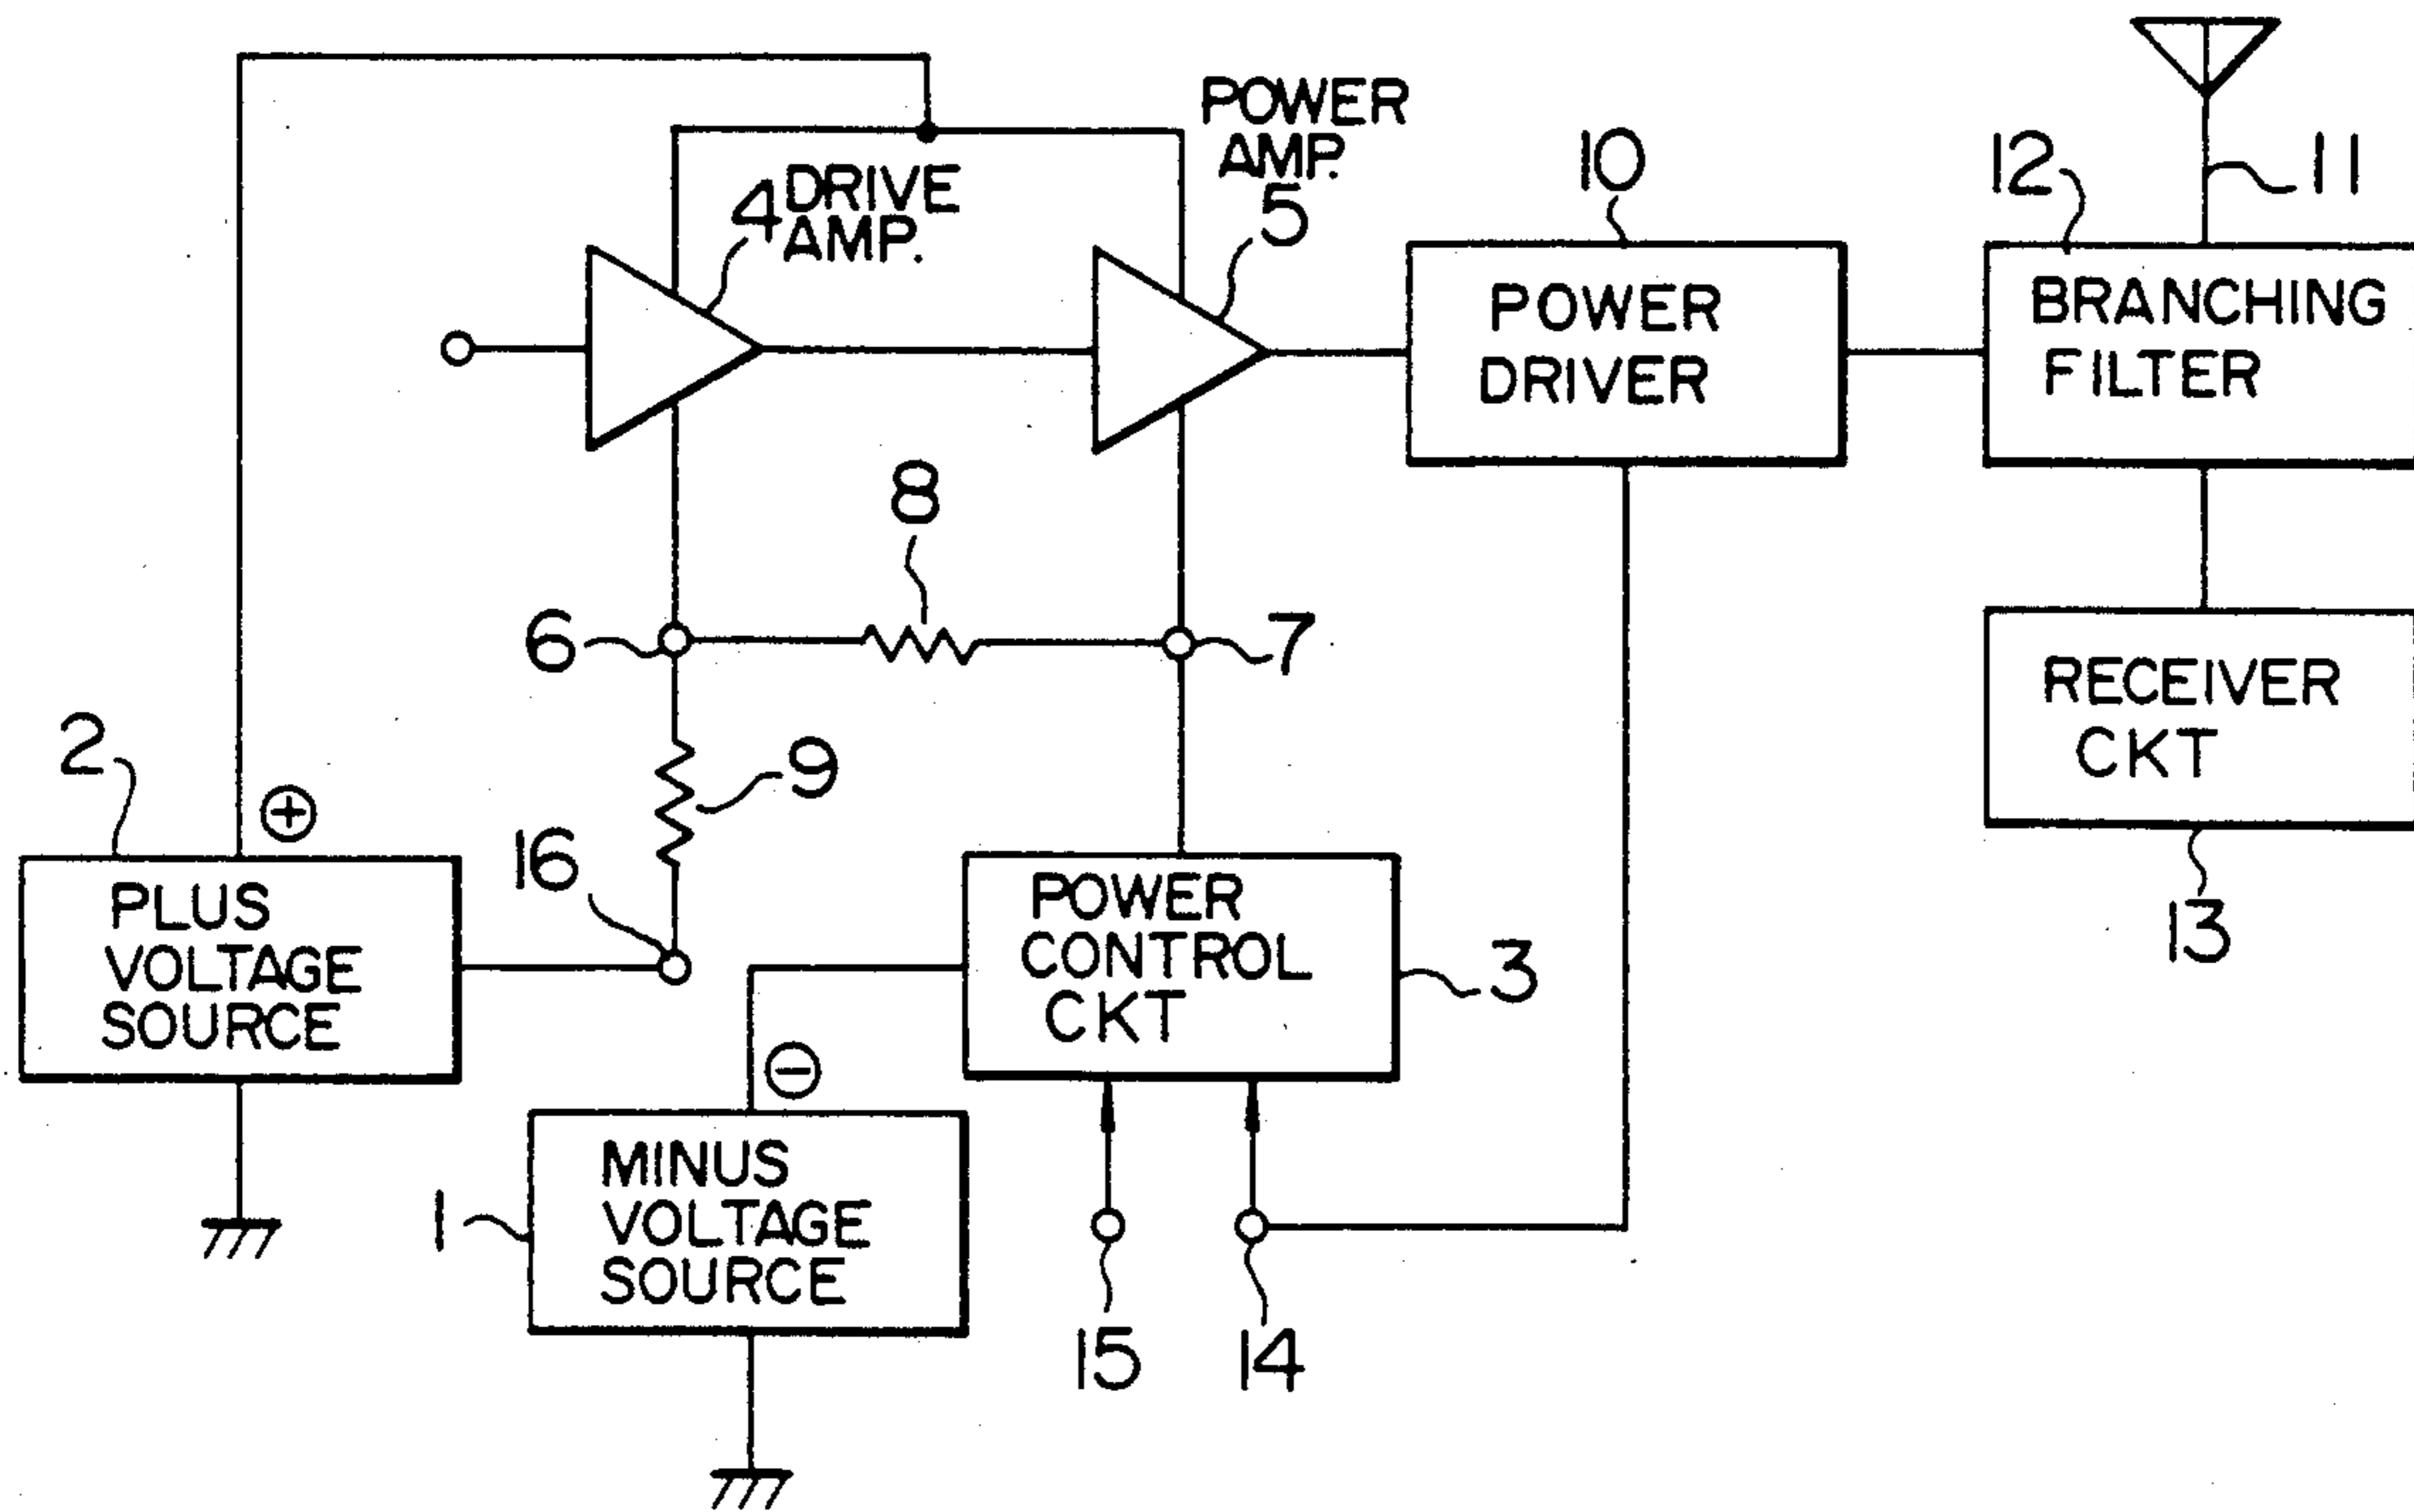 POWER
AMP.
5
4
DRIVE
AMP.
10
12
11
POWER
DRIVER
BRANCHING
FILTER
8
6
7
RECEIVER
CKT
2
9
+
16
PLUS
VOLTAGE
SOURCE
POWER
CONTROL
CKT
3
13
−
MINUS
VOLTAGE
SOURCE
1
15
14